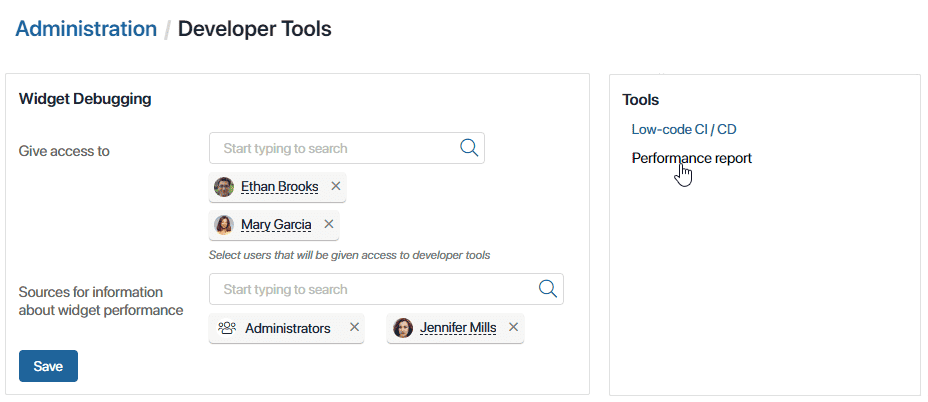 Administration / Developer Tools
Widget Debugging
Give access to
Start typing to search
Ethan Brooks ×
Mary Garcia ×
Select users that will be given access to developer tools
Sources for information
about widget performance
Start typing to search
Administrators × Jennifer Mills ×
Save
Tools
Low-code CI / CD
Performance report